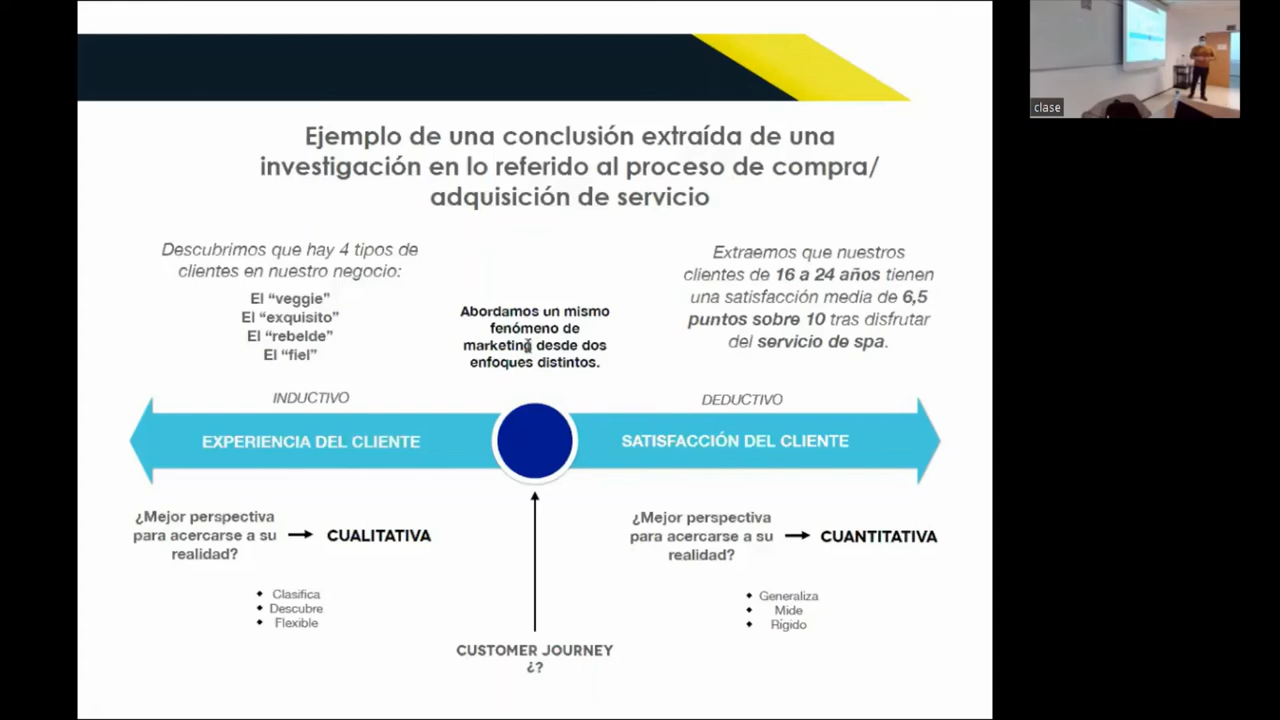 Ejemplo de una conclusión extraída de una
investigación en lo referido al proceso de compra/
adquisición de servicio
Descubrimos que hay 4 tipos de
clientes en nuestro negocio:
El “veggie”
El “exquisito”
El “rebelde”
El “fiel”
Abordamos un mismo
fenómeno de
marketing desde dos
enfoques distintos.
Extraemos que nuestros
clientes de 16 a 24 años tienen
una satisfacción media de 6,5
puntos sobre 10 tras disfrutar
del servicio de spa.
INDUCTIVO
DEDUCTIVO
EXPERIENCIA DEL CLIENTE
SATISFACCIÓN DEL CLIENTE
¿Mejor perspectiva
para acercarse a su
realidad?
CUALITATIVA
¿Mejor perspectiva
para acercarse a su
realidad?
CUANTITATIVA
Clasifica
Descubre
Flexible
Generaliza
Mide
Rígido
CUSTOMER JOURNEY
¿?
clase